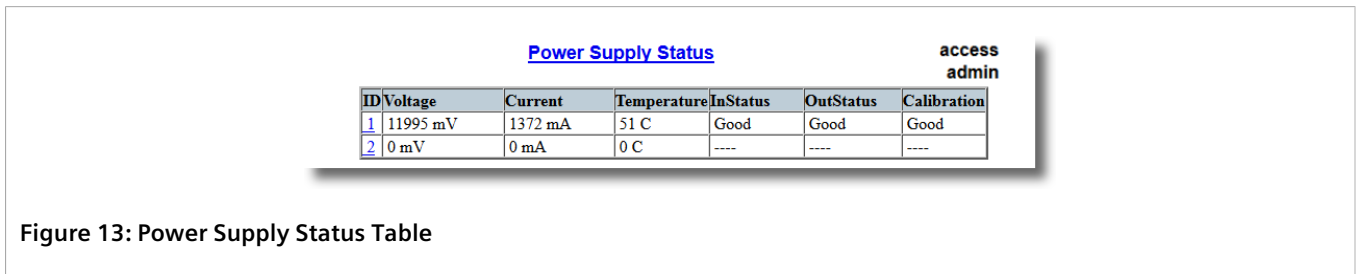 Power Supply Status access
admin
ID Voltage Current Temperature InStatus OutStatus Calibration
1 11995 mV 1372 mA 51 C Good Good Good
2 0 mV 0 mA 0 C ---- ---- ----
Figure 13: Power Supply Status Table